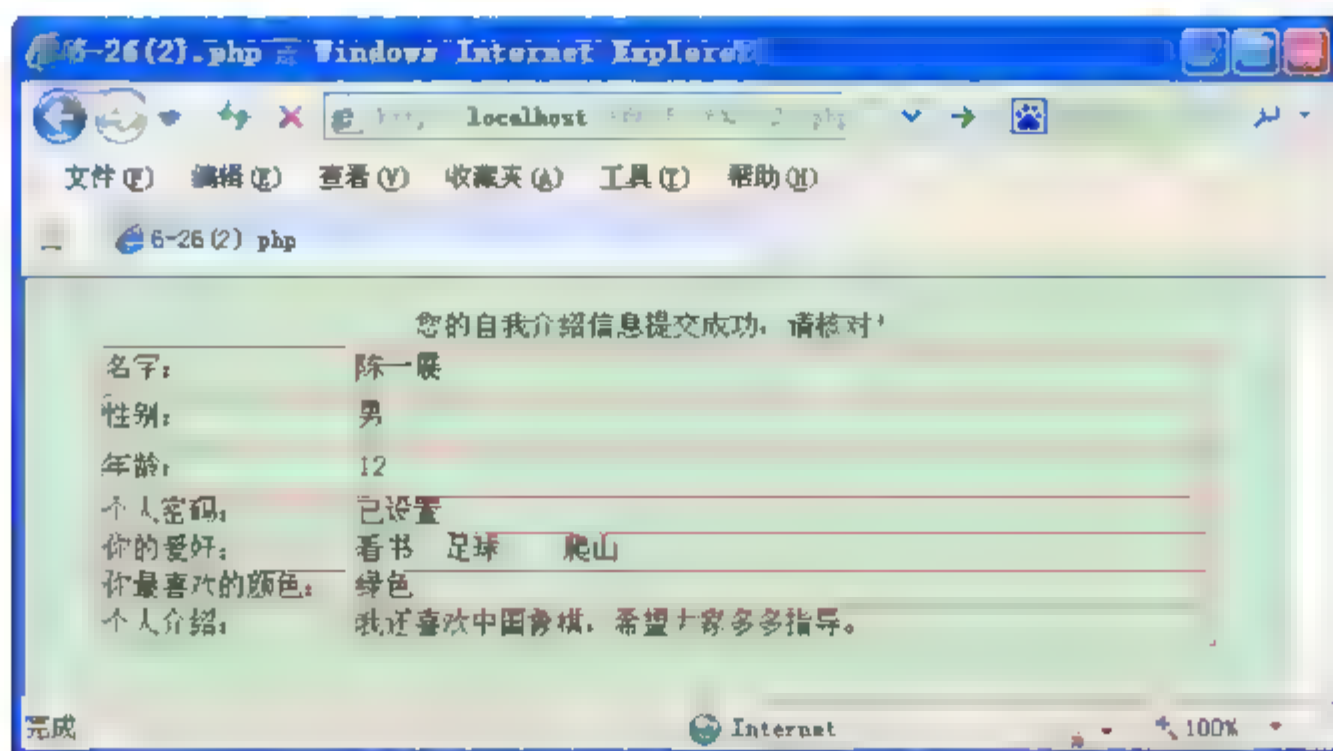 6-26(2).php - Windows Internet Explorer
localhost
文件(F) 编辑(E) 查看(V) 收藏夹(A) 工具(T) 帮助(H)
6-26(2) php
您的自我介绍信息提交成功，请核对！
名字： 陈一展
性别： 男
年龄： 12
个人密码： 已设置
你的爱好： 看书 足球 爬山
你最喜欢的颜色： 绿色
个人介绍： 我还喜欢中国象棋，希望大家多多指导。
完成 Internet 100%